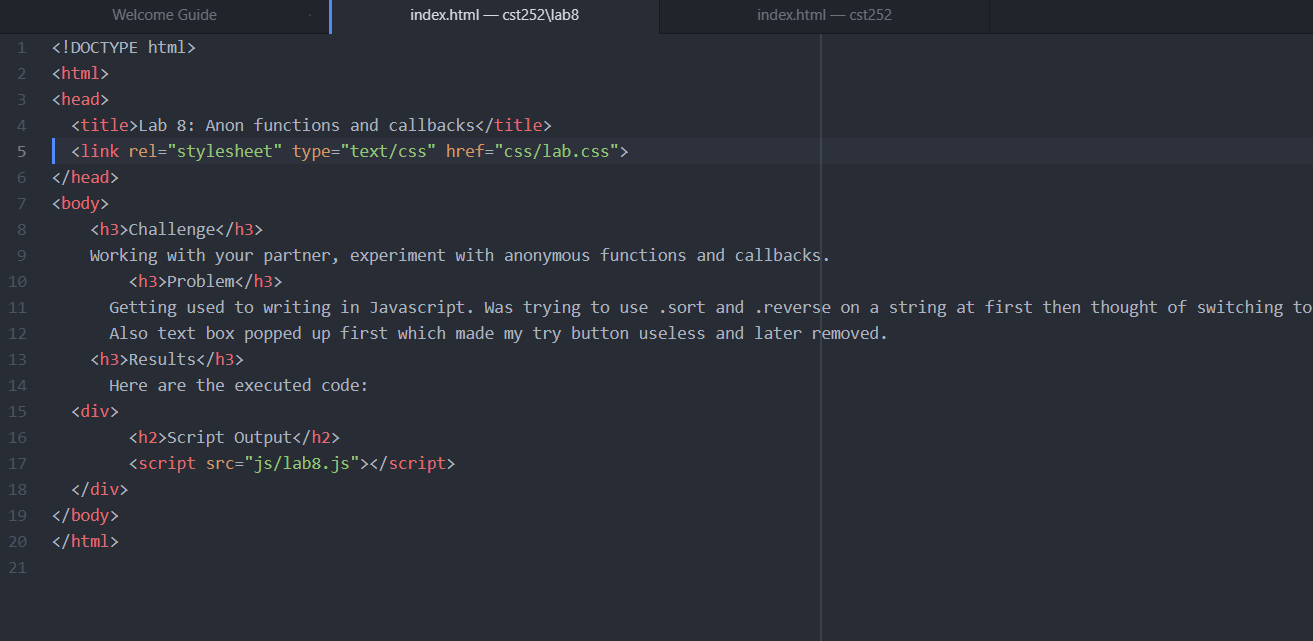 Welcome Guide
index.html — cst252\lab8
index.html — cst252
1 <!DOCTYPE html>
2 <html>
3 <head>
4 <title>Lab 8: Anon functions and callbacks</title>
5 <link rel="stylesheet" type="text/css" href="css/lab.css">
6 </head>
7 <body>
8 <h3>Challenge</h3>
9 Working with your partner, experiment with anonymous functions and callbacks.
10 <h3>Problem</h3>
11 Getting used to writing in Javascript. Was trying to use .sort and .reverse on a string at first then thought of switching to
12 Also text box popped up first which made my try button useless and later removed.
13 <h3>Results</h3>
14 Here are the executed code:
15 <div>
16 <h2>Script Output</h2>
17 <script src="js/lab8.js"></script>
18 </div>
19 </body>
20 </html>
21